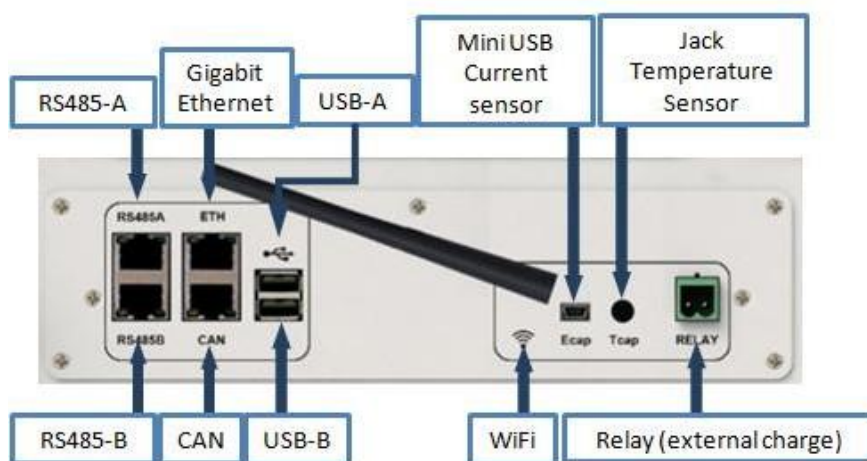 Mini USB
Current
sensor
Jack
Temperature
Sensor
Gigabit
Ethernet
RS485-A
USB-A
RS485A
ETH
RS485B
CAN
Ecap
Tcap
RELAY
RS485-B
CAN
USB-B
WiFi
Relay (external charge)